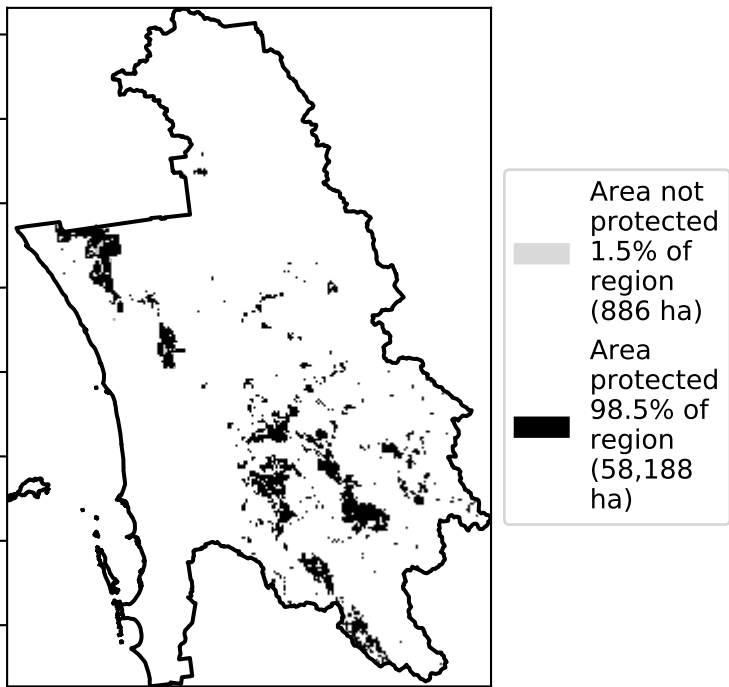 Area not
protected
1.5% of
region
(886 ha)
Area
protected
98.5% of
region
(58,188
ha)